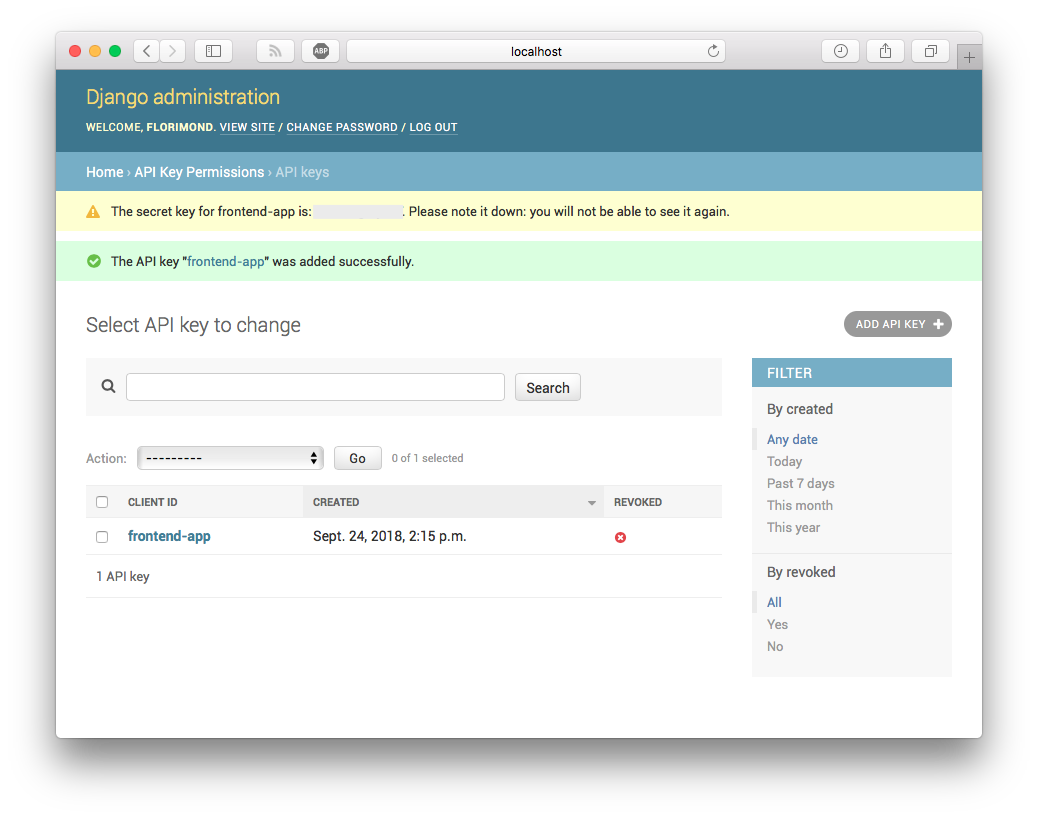 ABP
localhost
Django administration
WELCOME, FLORIMOND. VIEW SITE / CHANGE PASSWORD / LOG OUT
Home › API Key Permissions › API keys
The secret key for frontend-app is: . Please note it down: you will not be able to see it again.
The API key "frontend-app" was added successfully.
Select API key to change
ADD API KEY +
Search
Action: --------- Go 0 of 1 selected
CLIENT ID CREATED REVOKED
frontend-app Sept. 24, 2018, 2:15 p.m.
1 API key
FILTER
By created
Any date
Today
Past 7 days
This month
This year
By revoked
All
Yes
No